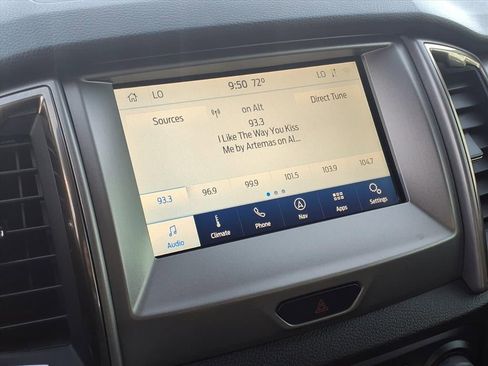 LO 9:50 72° LO
Sources on Alt Direct Tune
93.3
I Like The Way You Kiss
Me by Artemas on Al...
93.3 96.9 99.9 101.5 103.9 104.7
Audio Climate Phone Nav Apps Settings